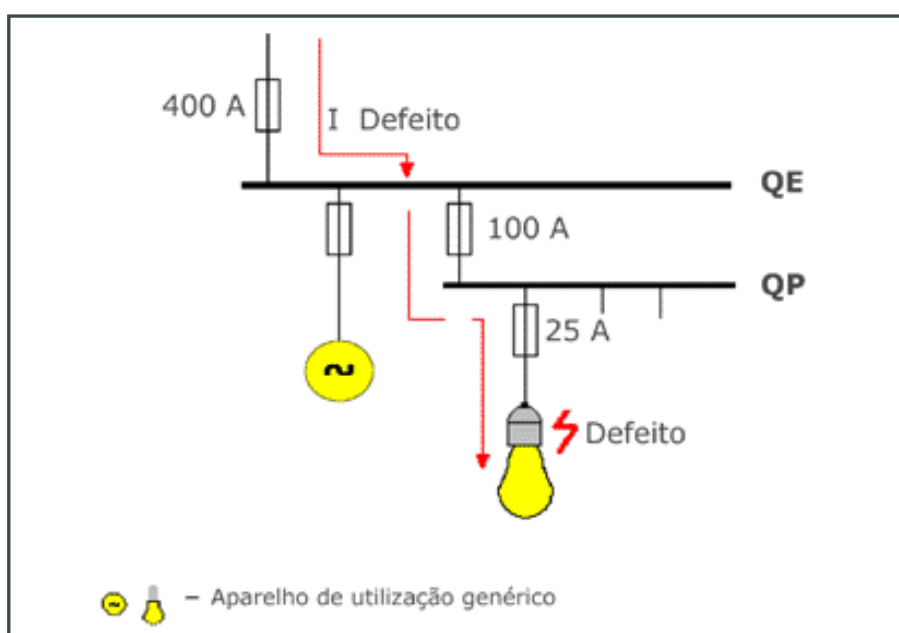 400 A
I Defeito
QE
100 A
QP
25 A
~
Defeito
~ – Aparelho de utilização genérico